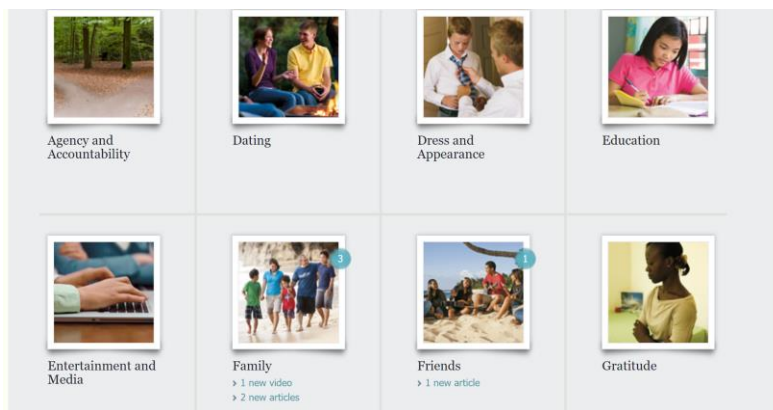 Agency and
Accountability
Dating
Dress and
Appearance
Education
3
1
Entertainment and
Media
Family
> 1 new video
> 2 new articles
Friends
> 1 new article
Gratitude